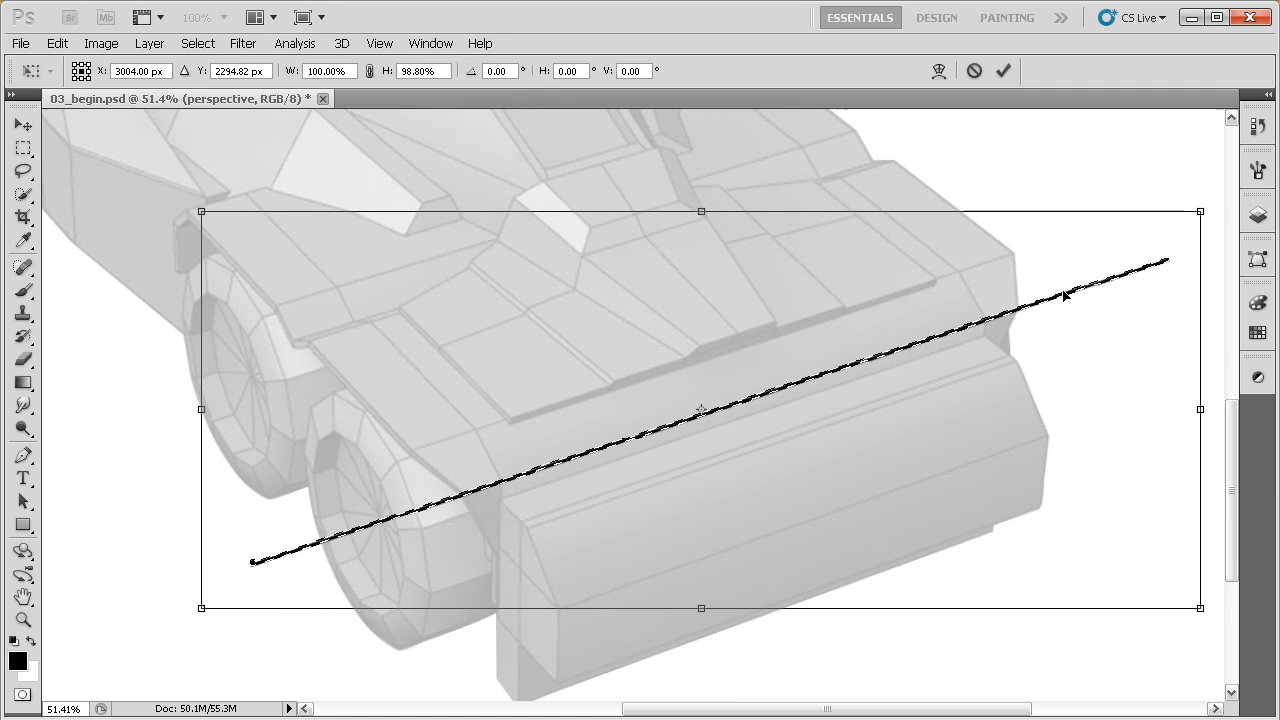 Ps Br Mb 100% ESSENTIALS DESIGN PAINTING CS Live
File Edit Image Layer Select Filter Analysis 3D View Window Help
X: 3004.00 px Y: 2294.82 px W: 100.00% H: 98.80% 0.00 ° H: 0.00 ° V: 0.00 °
03_begin.psd @ 51.4% (perspective, RGB/8) *
T
51.41% Doc: 50.1M/55.3M